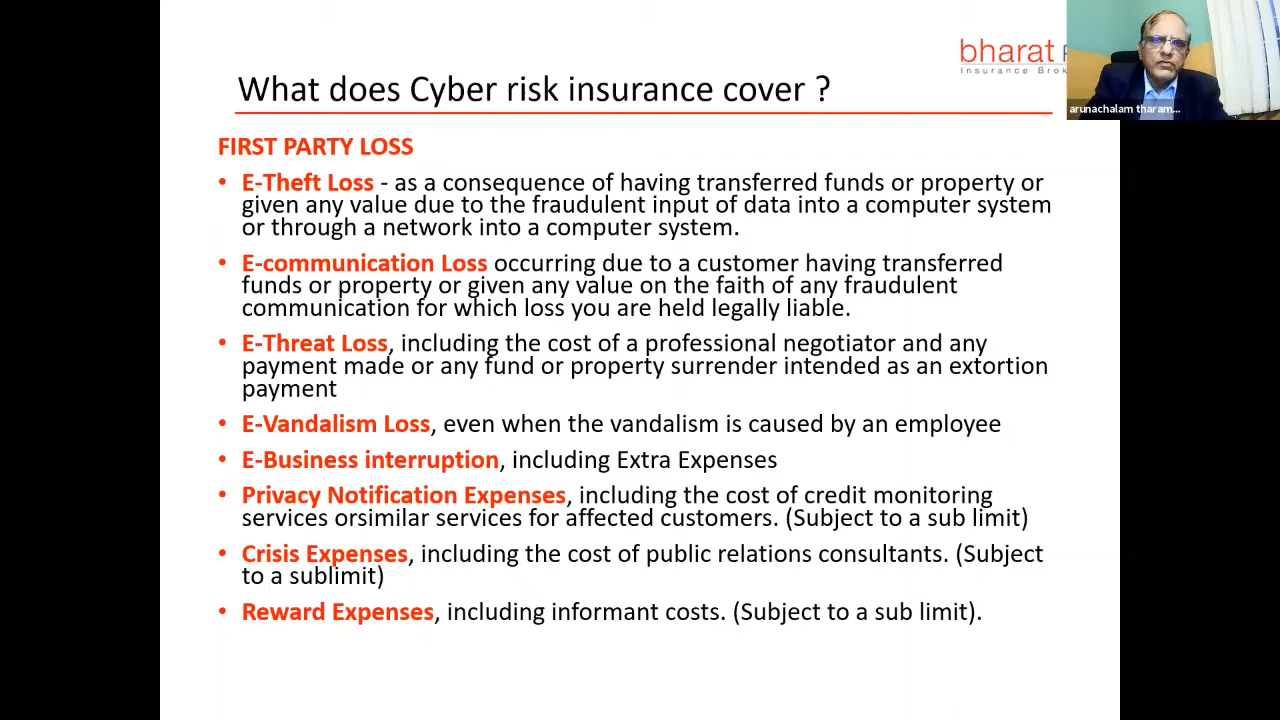 bharat
Insurance Brok
arunachalam tharam...
What does Cyber risk insurance cover ?
FIRST PARTY LOSS
• E-Theft Loss - as a consequence of having transferred funds or property or
given any value due to the fraudulent input of data into a computer system
or through a network into a computer system.
• E-communication Loss occurring due to a customer having transferred
funds or property or given any value on the faith of any fraudulent
communication for which loss you are held legally liable.
• E-Threat Loss, including the cost of a professional negotiator and any
payment made or any fund or property surrender intended as an extortion
payment
• E-Vandalism Loss, even when the vandalism is caused by an employee
• E-Business interruption, including Extra Expenses
• Privacy Notification Expenses, including the cost of credit monitoring
services orsimilar services for affected customers. (Subject to a sub limit)
• Crisis Expenses, including the cost of public relations consultants. (Subject
to a sublimit)
• Reward Expenses, including informant costs. (Subject to a sub limit).